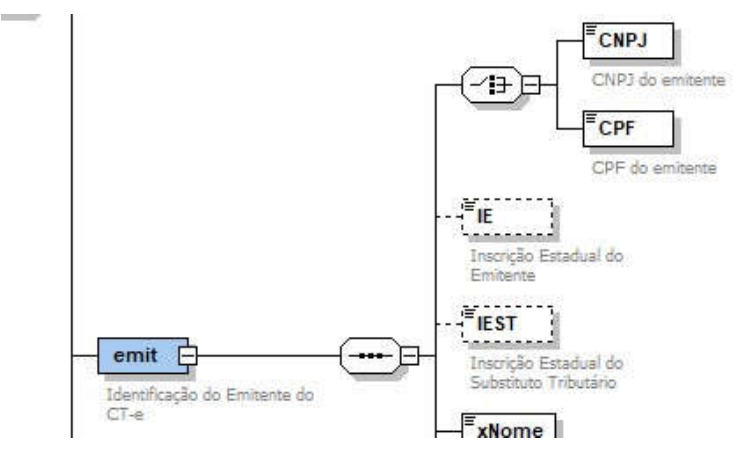 CNPJ
CNPJ do emitente
CPF
CPF do emitente
IE
Inscrição Estadual do
Emitente
IEST
Inscrição Estadual do
Substituto Tributário
emit
Identificação do Emitente do
CT-e
xNome